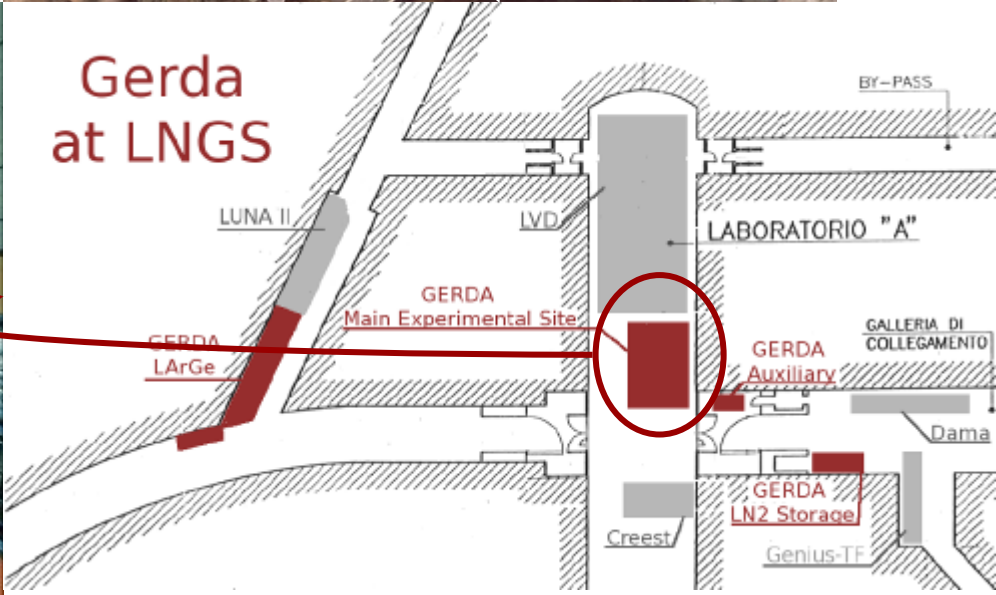 Gerda
at LNGS
BY-PASS
LUNA II
LVD
LABORATORIO "A"
GERDA
Main Experimental Site
GALLERIA DI
COLLEGAMENTO
GERDA
LArGe
GERDA
Auxiliary
Dama
GERDA
LN2 Storage
Creest
Genius-TF